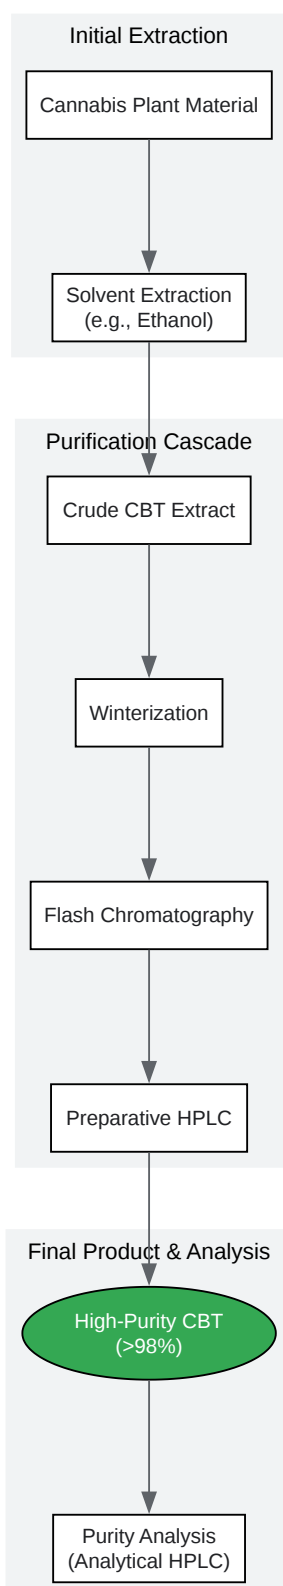 Initial Extraction
Cannabis Plant Material
Solvent Extraction
(e.g., Ethanol)
Purification Cascade
Crude CBT Extract
Winterization
Flash Chromatography
Preparative HPLC
Final Product & Analysis
High-Purity CBT
(>98%)
Purity Analysis
(Analytical HPLC)